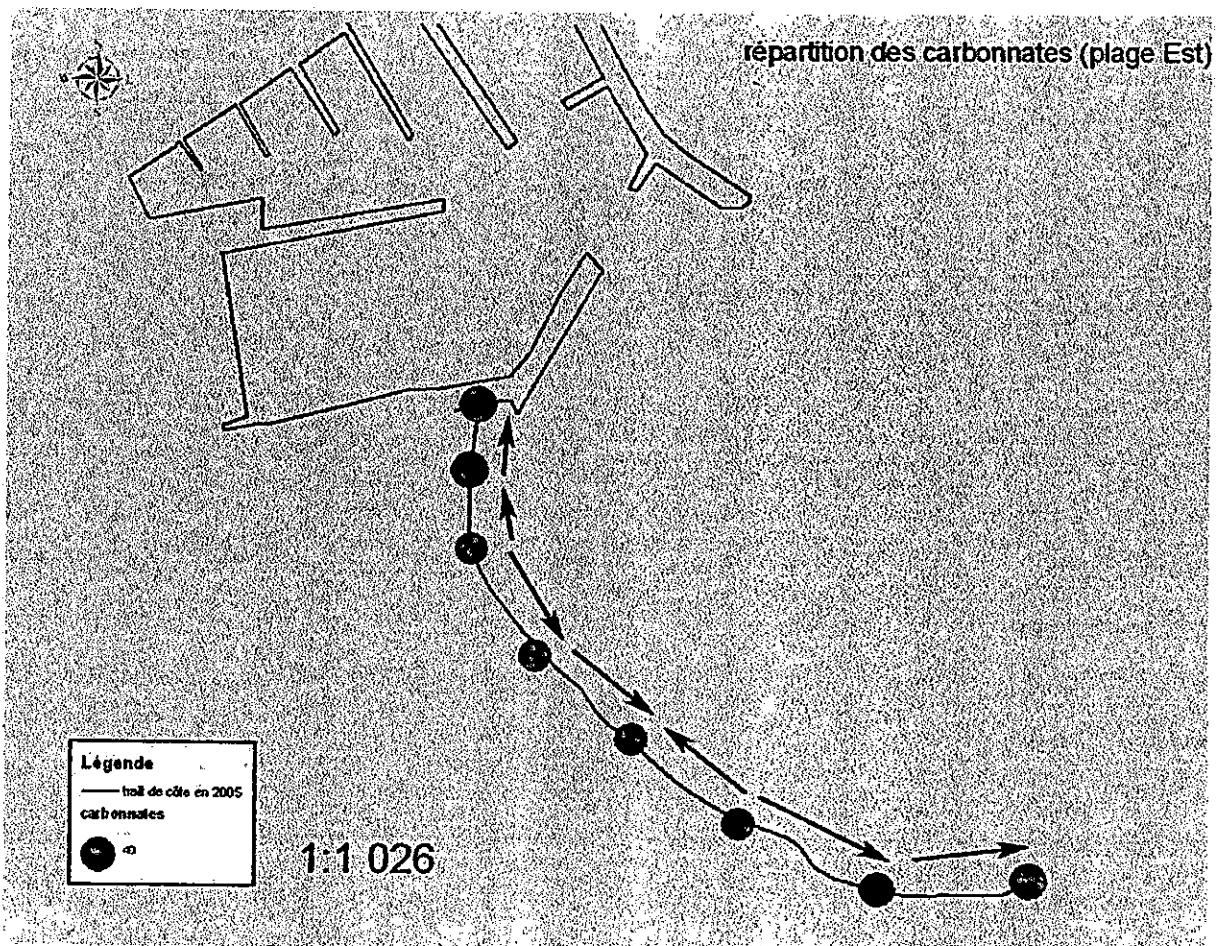 répartition des carbonnates (plage Est)
Légende
trait de côte en 2005
carbonnates
40
1:1 026